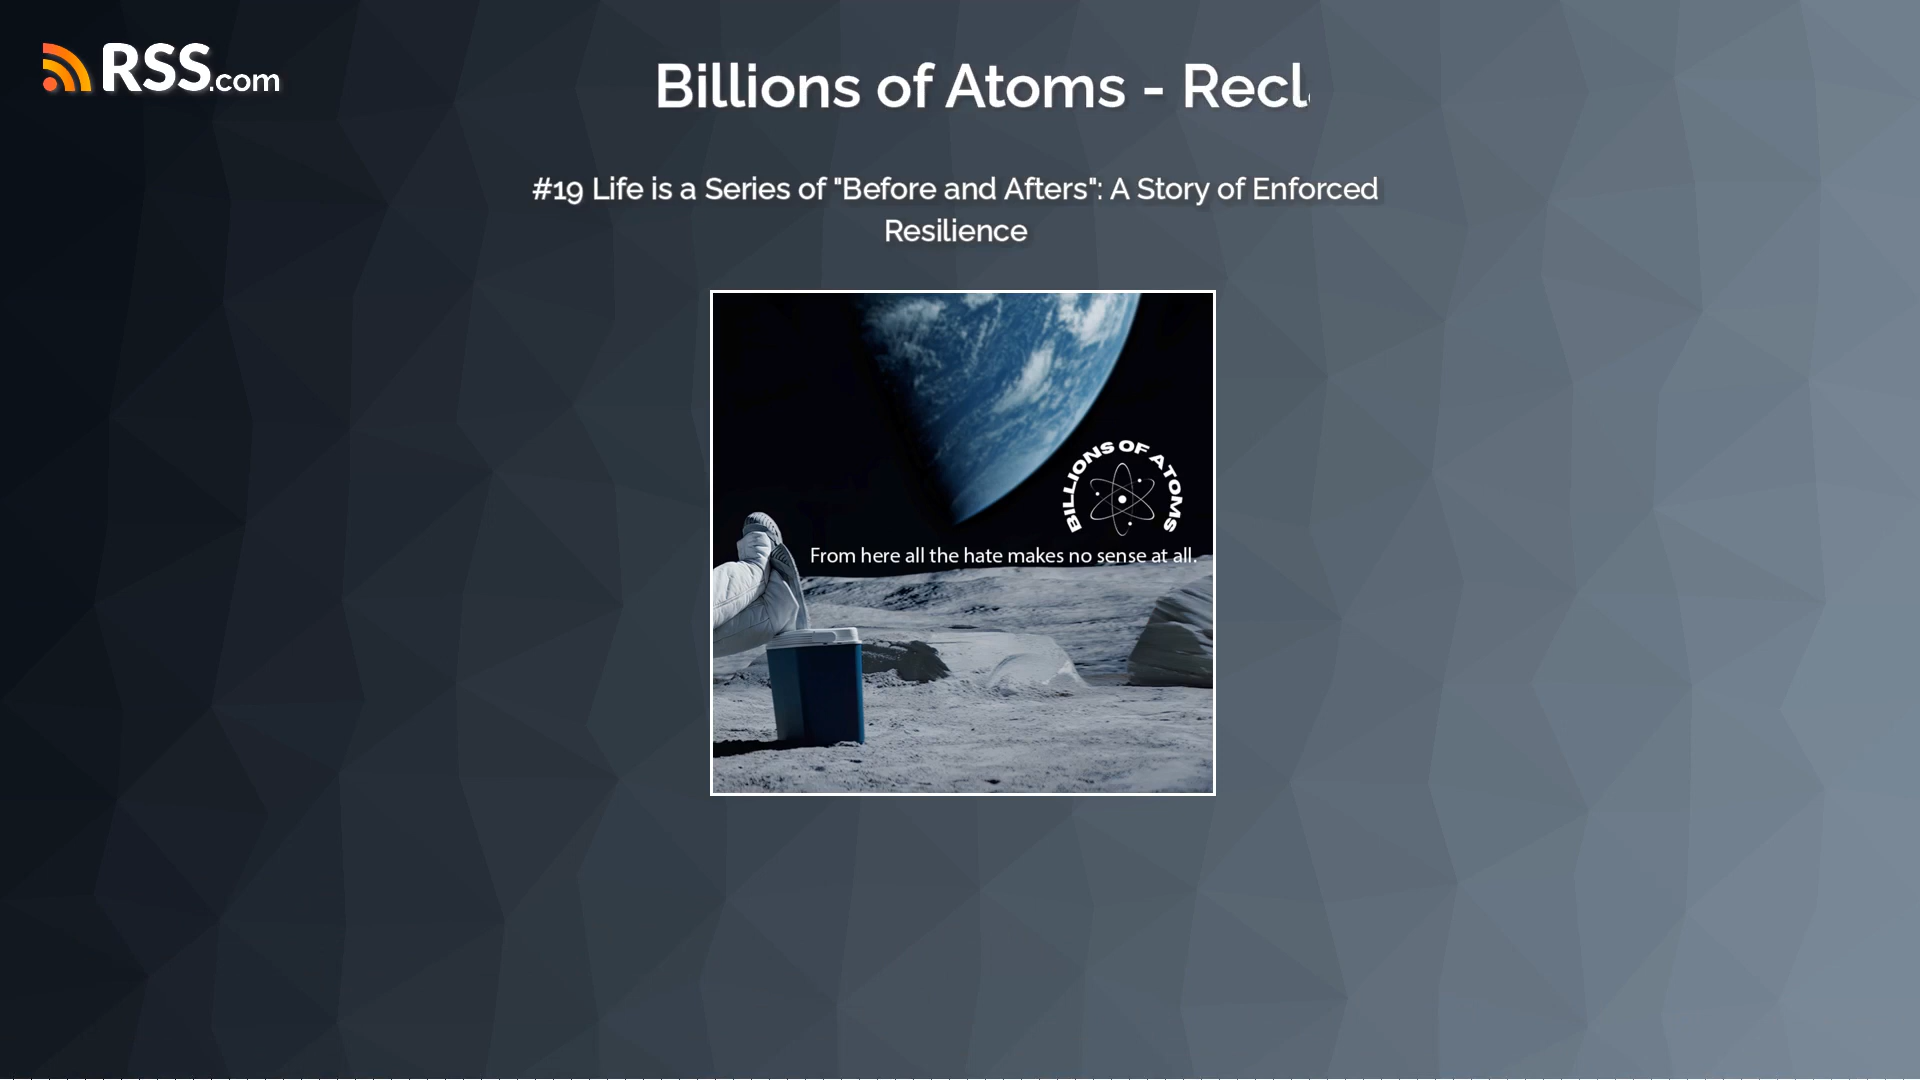 RSS.com
Billions of Atoms -
#19 Life is a Series of "Before and Afters": A Story of Enforced
Resilience
BILLIONS OF ATOMS
From here all the hate makes no sense at all.